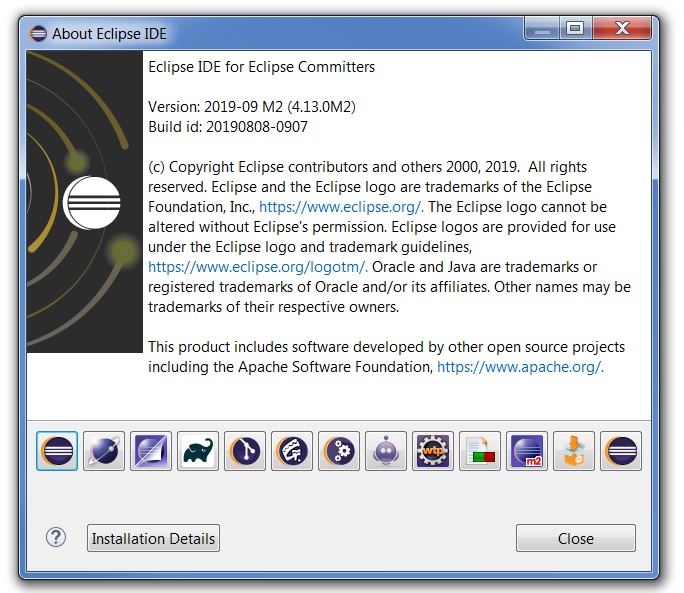 About Eclipse IDE
Eclipse IDE for Eclipse Committers
Version: 2019-09 M2 (4.13.0M2)
Build id: 20190808-0907
(c) Copyright Eclipse contributors and others 2000, 2019.  All rights
reserved. Eclipse and the Eclipse logo are trademarks of the Eclipse
Foundation, Inc., https://www.eclipse.org/. The Eclipse logo cannot be
altered without Eclipse's permission. Eclipse logos are provided for use
under the Eclipse logo and trademark guidelines,
https://www.eclipse.org/logotm/. Oracle and Java are trademarks or
registered trademarks of Oracle and/or its affiliates. Other names may be
trademarks of their respective owners.
This product includes software developed by other open source projects
including the Apache Software Foundation, https://www.apache.org/.
wtp
m2
?
Installation Details
Close